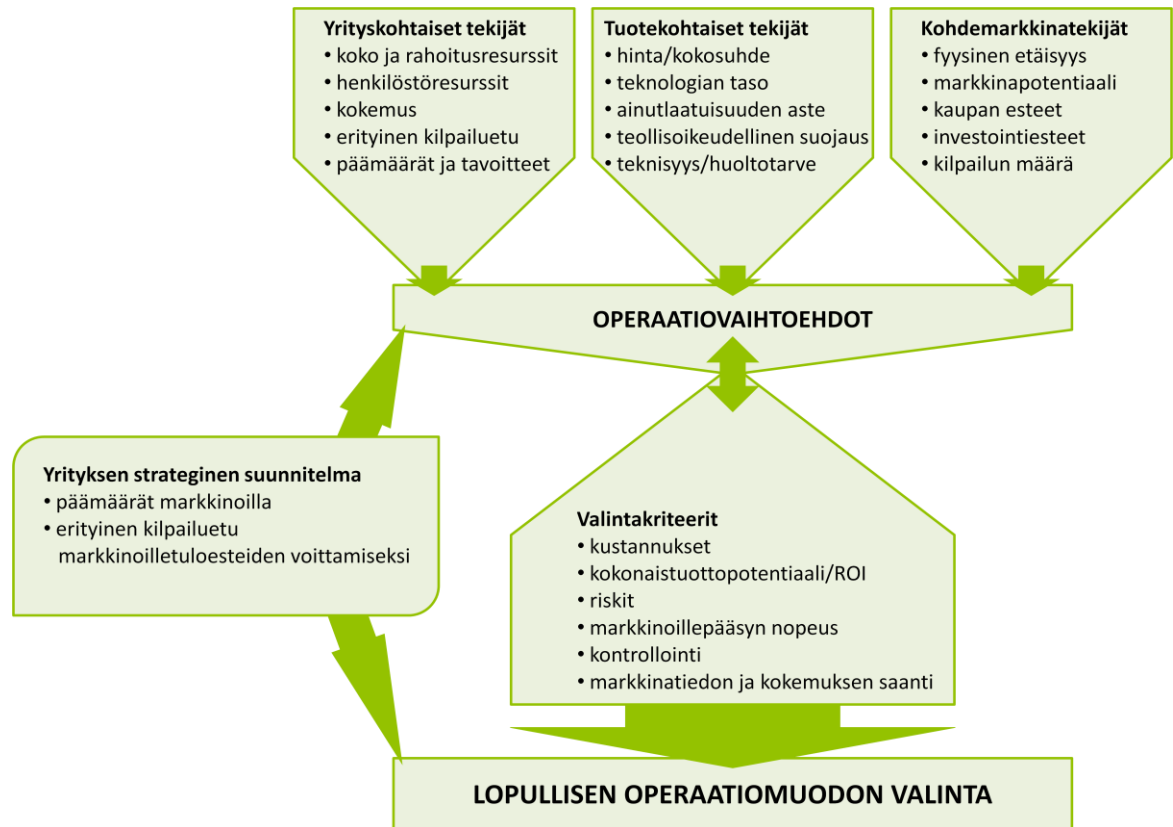 Yrityskohtaiset tekijät
• koko ja rahoitusresurssit
• henkilöstöresurssit
• kokemus
• erityinen kilpailuetu
• päämäärät ja tavoitteet
Tuotekohtaiset tekijät
• hinta/kokosuhde
• teknologian taso
• ainutlaatuisuuden aste
• teollisoikeudellinen suojaus
• teknisyys/huoltotarve
Kohdemarkkinatekijät
• fyysinen etäisyys
• markkinapotentiaali
• kaupan esteet
• investointiesteet
• kilpailun määrä
OPERAATIOVAIHTOEHDOT
Yrityksen strateginen suunnitelma
• päämäärät markkinoilla
• erityinen kilpailuetu
markkinoilletuloesteiden voittamiseksi
Valintakriteerit
• kustannukset
• kokonaistuottopotentiaali/ROI
• riskit
• markkinoillepääsyn nopeus
• kontrollointi
• markkinatiedon ja kokemuksen saanti
LOPULLISEN OPERAATIOMUODON VALINTA